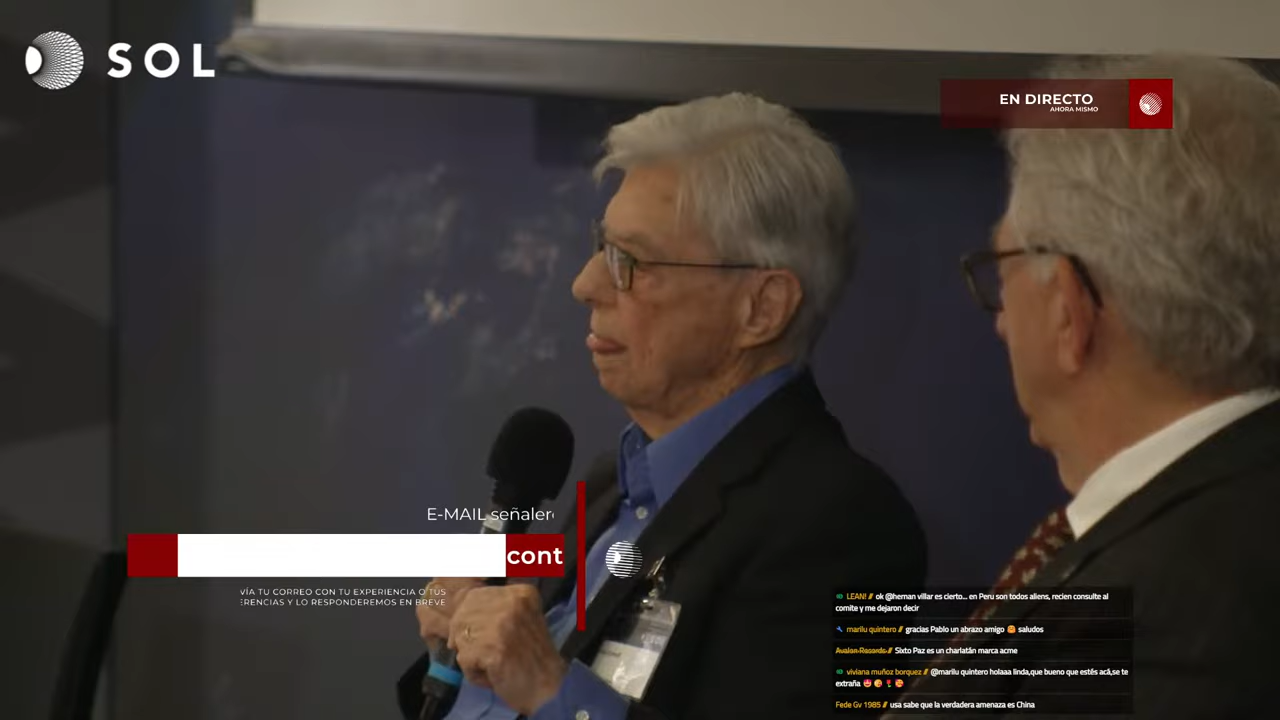 SOL
EN DIRECTO
AHORA MISMO
E-MAIL señaler
cont
VÍA TU CORREO CON TU EXPERIENCIA O TUS
ERENCIAS Y LO RESPONDEREMOS EN BREVE
LEAN! // ok @hernan villar es cierto... en Peru son todos aliens, recien consulte al
comite y me dejaron decir
marilu quintero // gracias Pablo un abrazo amigo saludos
Avalon Records // Sixto Paz es un charlatán marca acme
viviana muñoz borquez // @marilu quintero holaaa linda,que bueno que estés acá,se te
extraña
Fede Gv 1985 // usa sabe que la verdadera amenaza es China